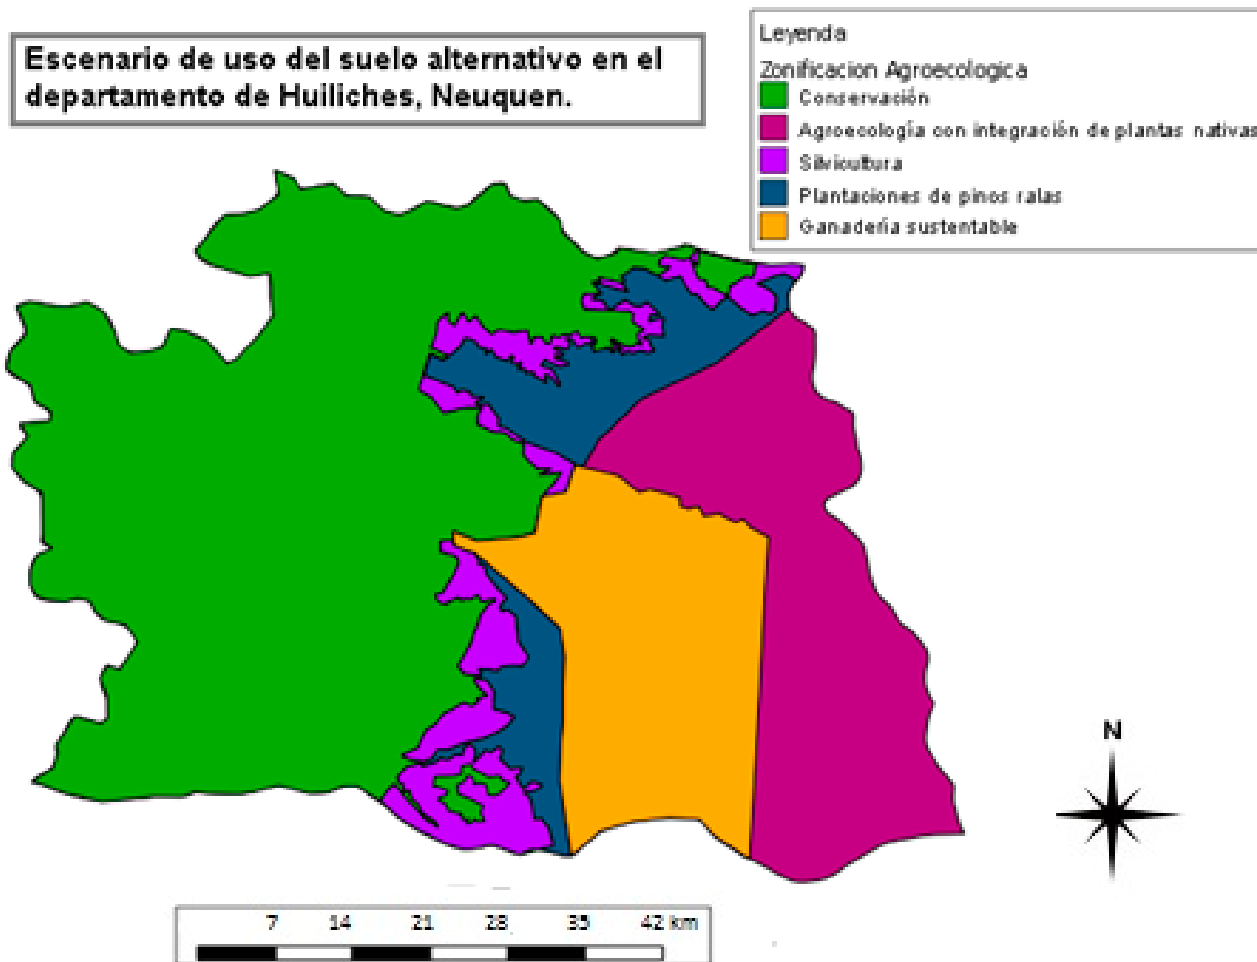 Escenario de uso del suelo alternativo en el
departamento de Huiliches, Neuquen.
Leyenda
Zonificacion Agroecologica
Conservación
Agroecología con integración de plantas nativas
Silvicultura
Plantaciones de pinos ralas
Ganadería sustentable
N
7 14 21 28 35 42 km